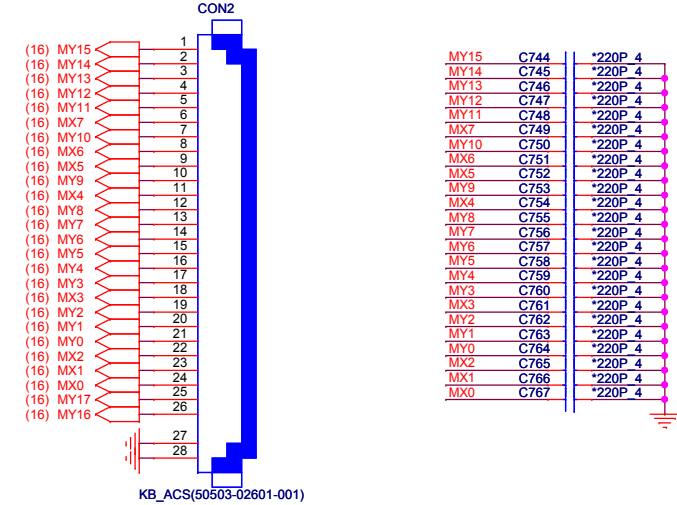 CON2
(16) MY15 1
(16) MY14 2
(16) MY13 3
(16) MY12 4
(16) MY11 5
(16) MX7 6
(16) MY10 7
(16) MX6 8
(16) MX5 9
(16) MY9 10
(16) MX4 11
(16) MY8 12
(16) MY7 13
(16) MY6 14
(16) MY5 15
(16) MY4 16
(16) MY3 17
(16) MX3 18
(16) MY2 19
(16) MY1 20
(16) MY0 21
(16) MX2 22
(16) MX1 23
(16) MX0 24
(16) MY17 25
(16) MY16 26
27
28
KB_ACS(50503-02601-001)
MY15 C744 *220P_4
MY14 C745 *220P_4
MY13 C746 *220P_4
MY12 C747 *220P_4
MY11 C748 *220P_4
MX7 C749 *220P_4
MY10 C750 *220P_4
MX6 C751 *220P_4
MX5 C752 *220P_4
MY9 C753 *220P_4
MX4 C754 *220P_4
MY8 C755 *220P_4
MY7 C756 *220P_4
MY6 C757 *220P_4
MY5 C758 *220P_4
MY4 C759 *220P_4
MY3 C760 *220P_4
MX3 C761 *220P_4
MY2 C762 *220P_4
MY1 C763 *220P_4
MY0 C764 *220P_4
MX2 C765 *220P_4
MX1 C766 *220P_4
MX0 C767 *220P_4